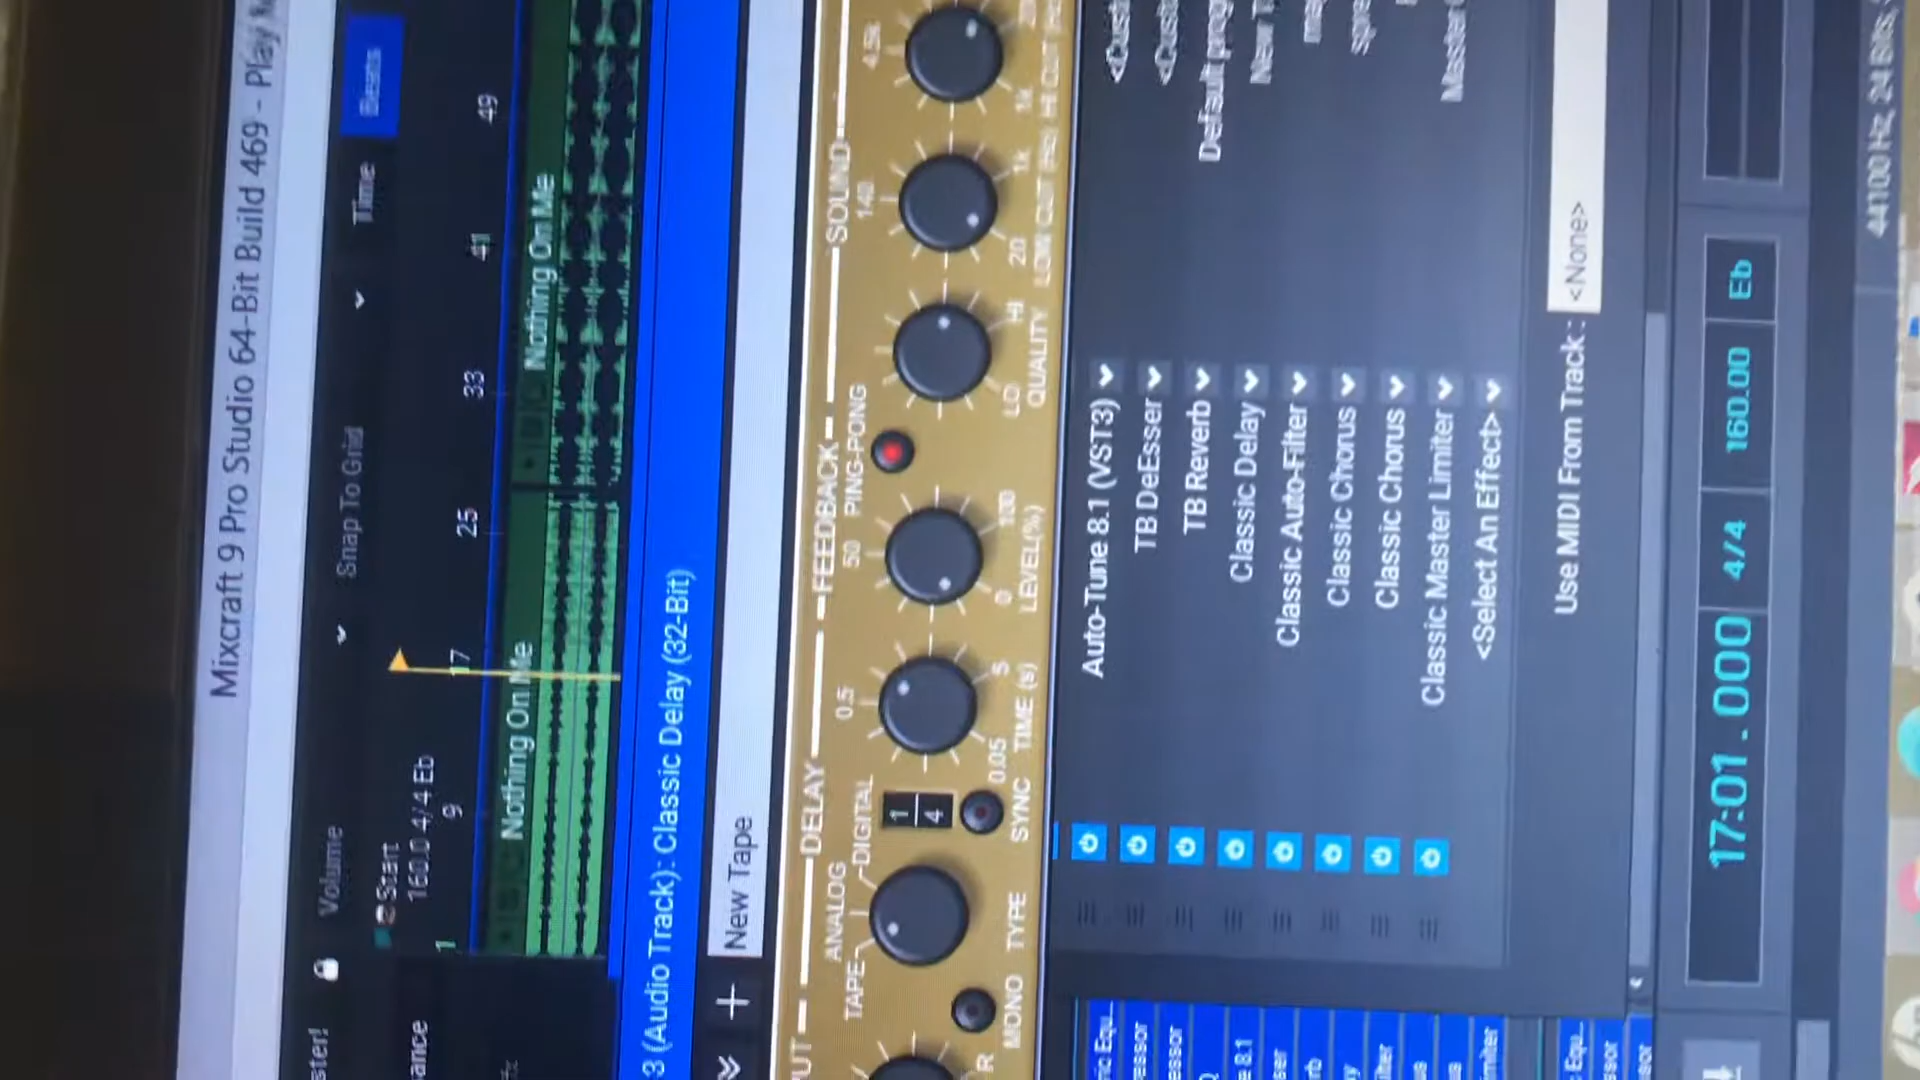 Mixcraft 9 Pro Studio 64-Bit Build 469 - Play
Volume
Snap To Grid
Time
Beats
Start
160.0 4/4 Eb
1 9 17 25 33 41 49
Nothing On Me
Nothing On Me
3 (Audio Track): Classic Delay (32-Bit)
New Tape
DELAY FEEDBACK SOUND
TAPE ANALOG DIGITAL
0.5
50
PING-PONG
140
4.5k
1
4
MONO TYPE SYNC
0.05 TIME (s) 5
0 LEVEL(%) 100
LO QUALITY HI
20 LOW CUT (Hz) 1k
1k HI CUT
Auto-Tune 8.1 (VST3)
TB DeEsser
TB Reverb
Default
Classic Delay
New
Classic Auto-Filter
Classic Chorus
Classic Chorus
Classic Master Limiter
Master
<Select An Effect>
Use MIDI From Track: <None>
17:01.000 4/4 160.00 Eb
44100 Hz, 24 Bits,